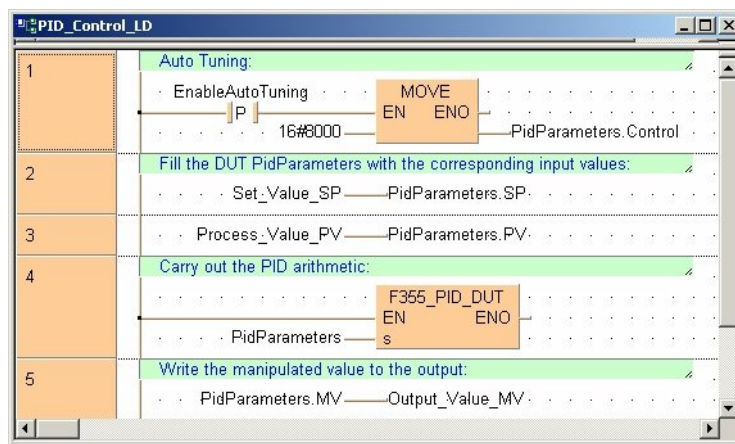 PID_Control_LD
1
Auto Tuning:
EnableAutoTuning
MOVE
P
EN ENO
16#8000
PidParameters.Control
2
Fill the DUT PidParameters with the corresponding input values:
Set_Value_SP PidParameters.SP
3
Process_Value_PV PidParameters.PV
4
Carry out the PID arithmetic:
F355_PID_DUT
EN ENO
PidParameters s
5
Write the manipulated value to the output:
PidParameters.MV Output_Value_MV